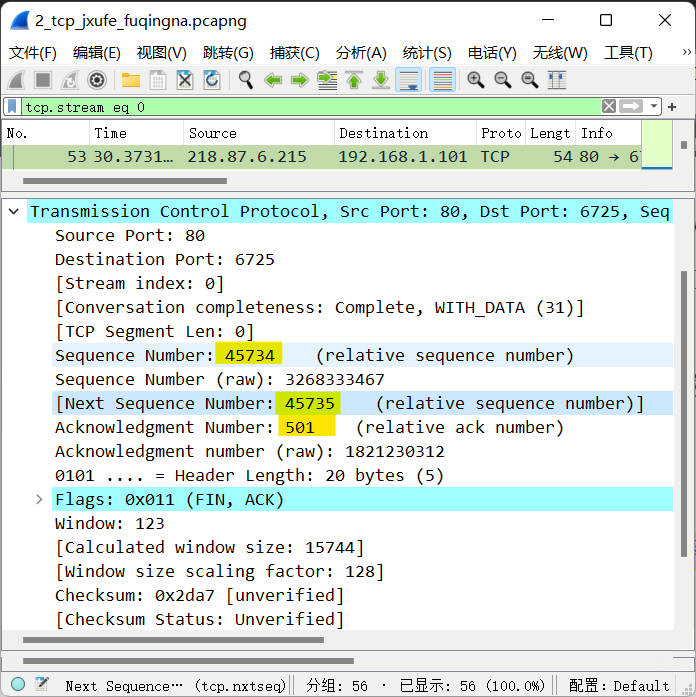 2_tcp_jxufe_fuqingna.pcapng
文件(F) 编辑(E) 视图(V) 跳转(G) 捕获(C) 分析(A) 统计(S) 电话(Y) 无线(W) 工具(T) »
tcp.stream eq 0
No. Time Source Destination Proto Lengt Info
53 30.3731… 218.87.6.215 192.168.1.101 TCP 54 80 → 67
Transmission Control Protocol, Src Port: 80, Dst Port: 6725, Seq
Source Port: 80
Destination Port: 6725
[Stream index: 0]
[Conversation completeness: Complete, WITH_DATA (31)]
[TCP Segment Len: 0]
Sequence Number: 45734 (relative sequence number)
Sequence Number (raw): 3268333467
[Next Sequence Number: 45735 (relative sequence number)]
Acknowledgment Number: 501 (relative ack number)
Acknowledgment number (raw): 1821230312
0101 .... = Header Length: 20 bytes (5)
Flags: 0x011 (FIN, ACK)
Window: 123
[Calculated window size: 15744]
[Window size scaling factor: 128]
Checksum: 0x2da7 [unverified]
[Checksum Status: Unverified]
Next Sequence… (tcp.nxtseq) 分组: 56 · 已显示: 56 (100.0%) 配置: Default